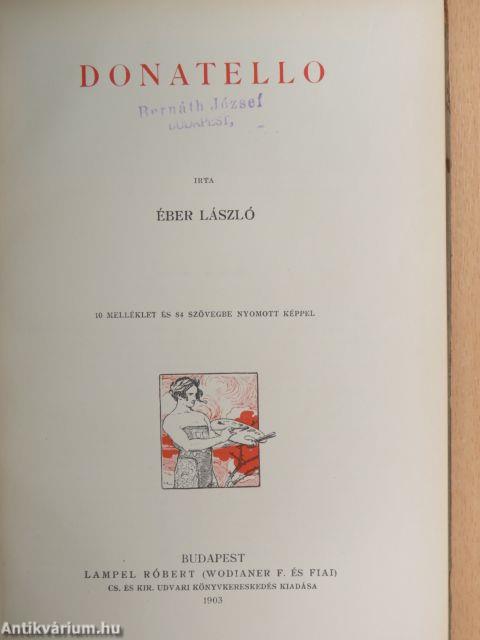 DONATELLO
Bernáth József
BUDAPEST,
IRTA
ÉBER LÁSZLÓ
10 MELLÉKLET ÉS 84 SZÖVEGBE NYOMOTT KÉPPEL
BUDAPEST
LAMPEL RÓBERT (WODIANER F. ÉS FIAI)
CS. ÉS KIR. UDVARI KÖNYVKERESKEDÉS KIADÁSA
1903
Antikvárium.hu